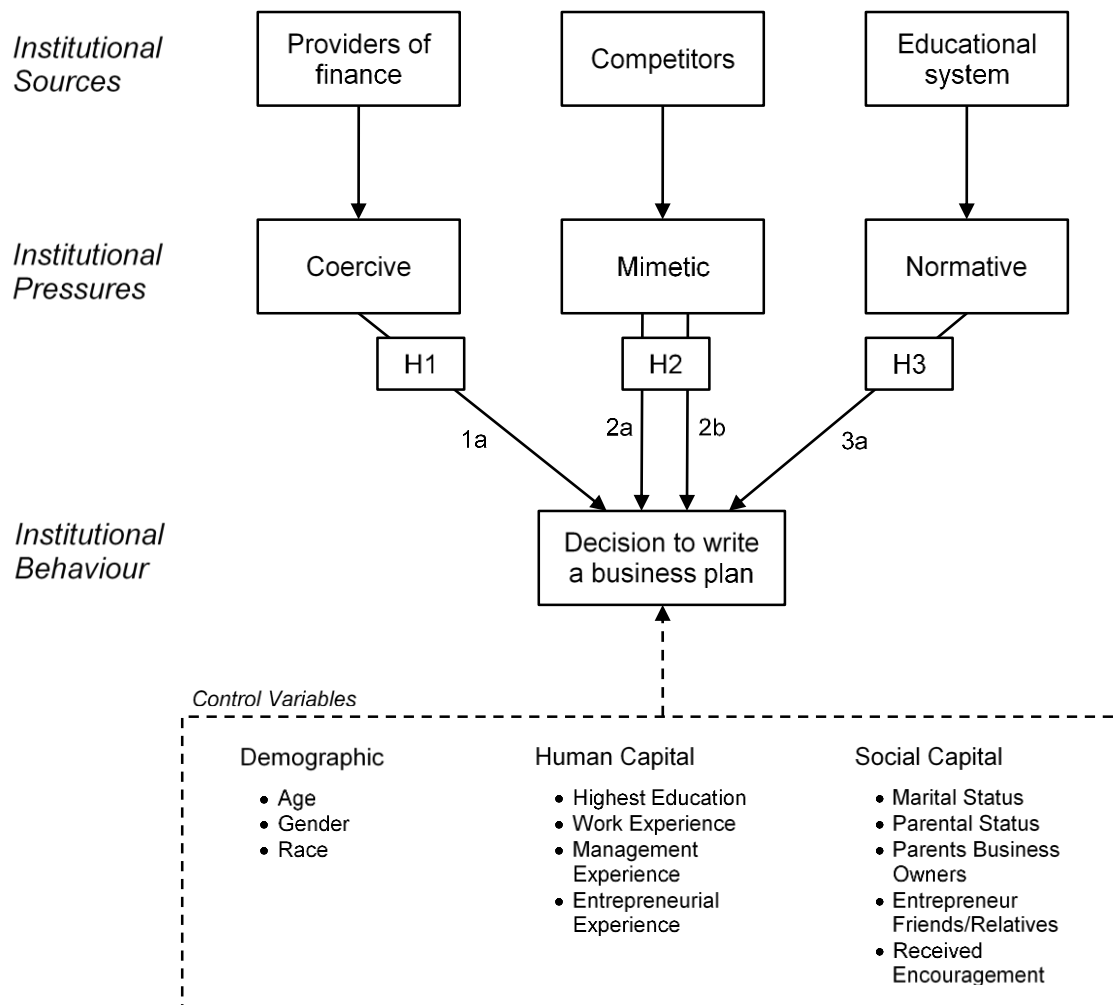 Institutional
Sources
Providers of
finance
Competitors
Educational
system
Institutional
Pressures
Coercive
Mimetic
Normative
H1
H2
H3
1a
2a
2b
3a
Institutional
Behaviour
Decision to write
a business plan
Control Variables
Demographic
• Age
• Gender
• Race
Human Capital
• Highest Education
• Work Experience
• Management
Experience
• Entrepreneurial
Experience
Social Capital
• Marital Status
• Parental Status
• Parents Business
Owners
• Entrepreneur
Friends/Relatives
• Received
Encouragement